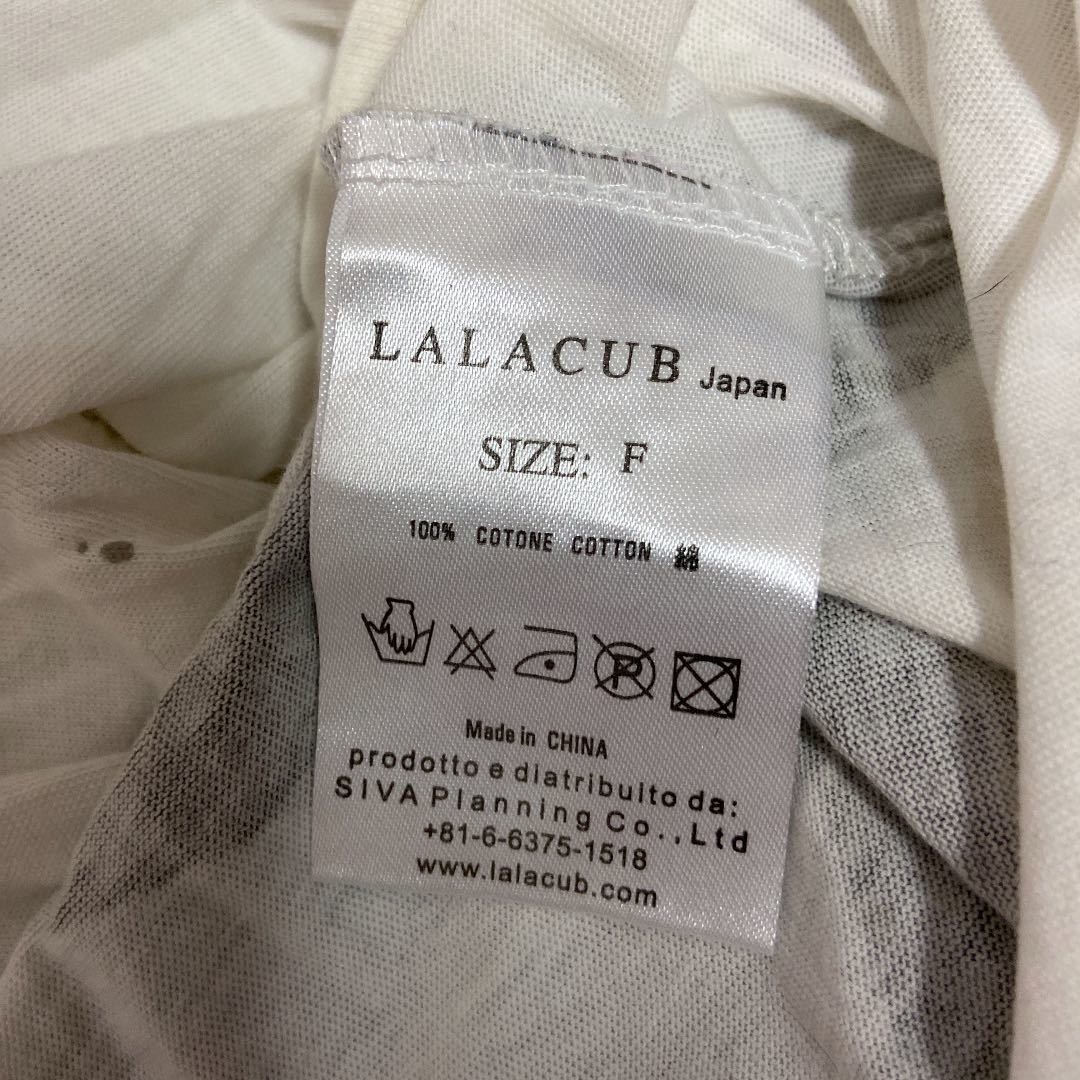 LALACUB Japan
SIZE: F
100% COTONE COTTON 綿
P
Made in CHINA
prodotto e diatribuito da:
SIVA Planning Co.,Ltd
+81-6-6375-1518
www.lalacub.com